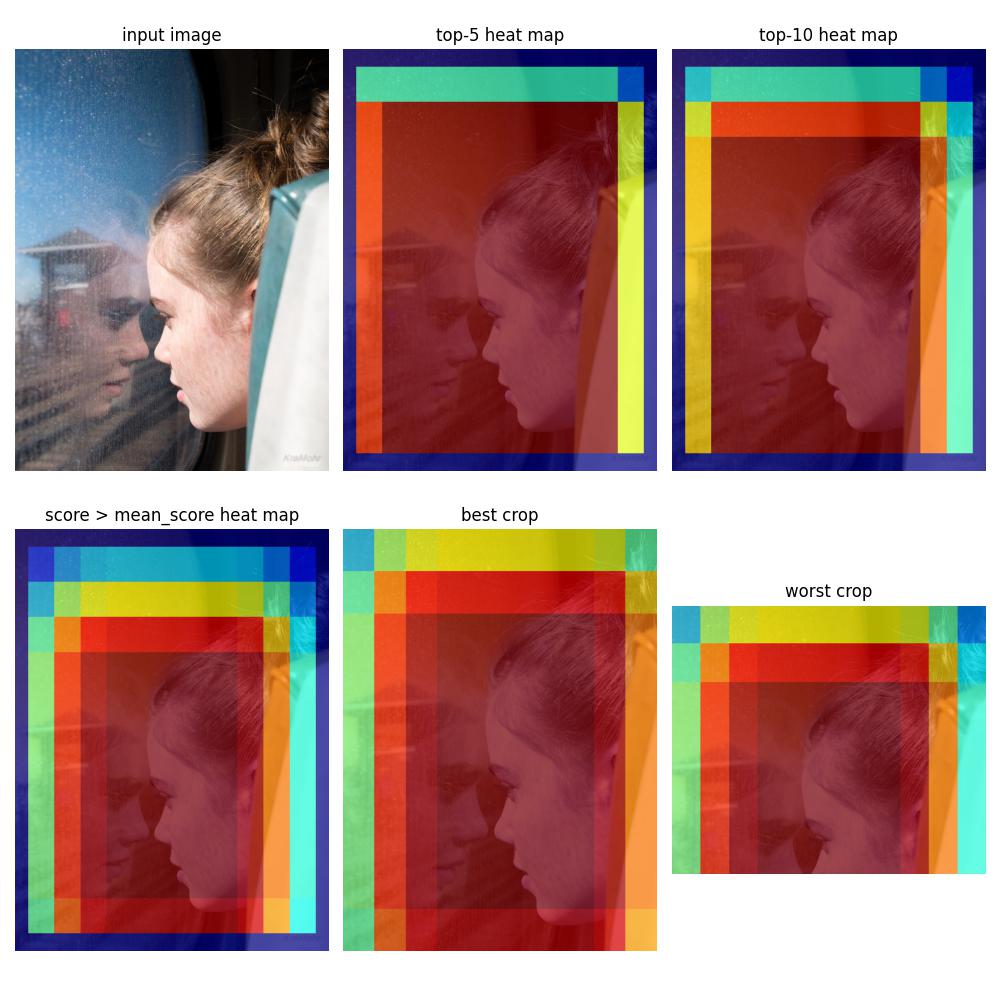 input image
top-5 heat map
top-10 heat map
KraMohr
score > mean_score heat map
best crop
worst crop